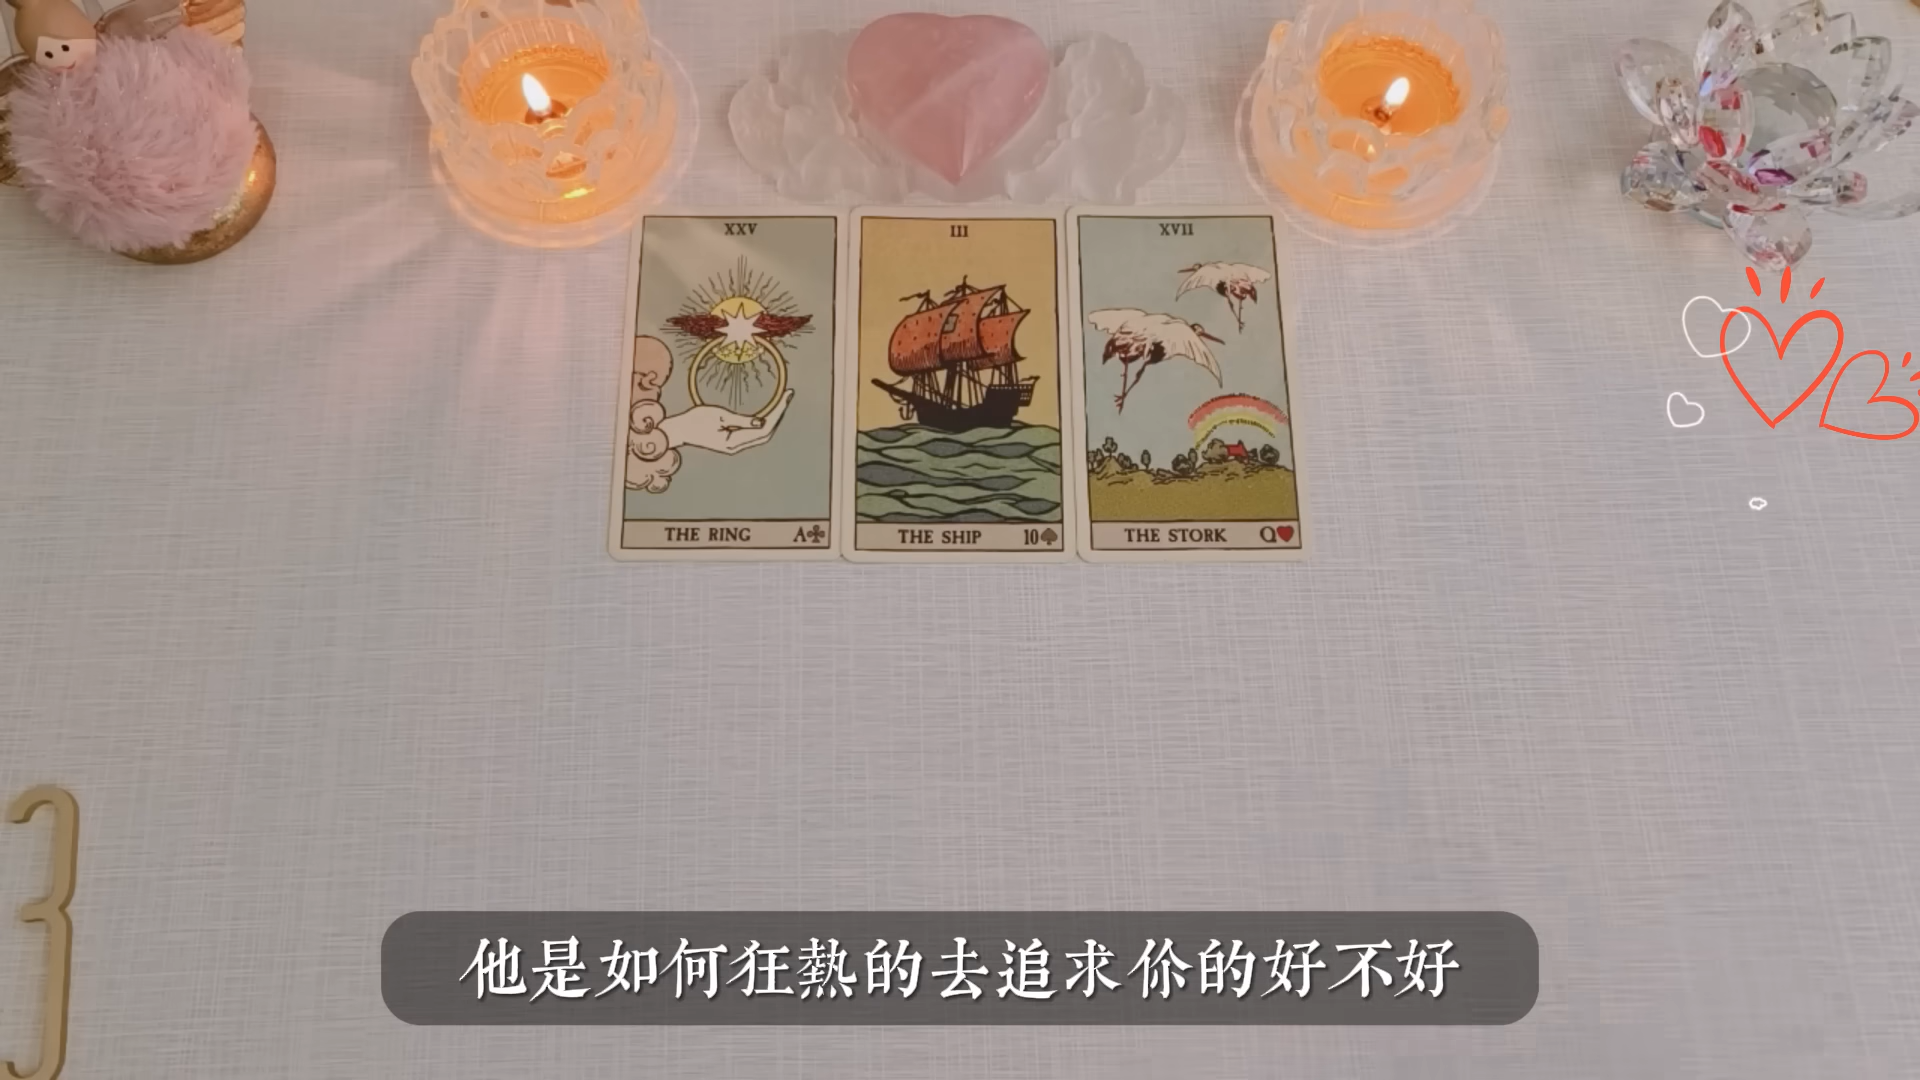 XXV
THE RING A♣
III
THE SHIP 10♠
XVII
THE STORK Q♥
3
他是如何狂熱的去追求你的好不好